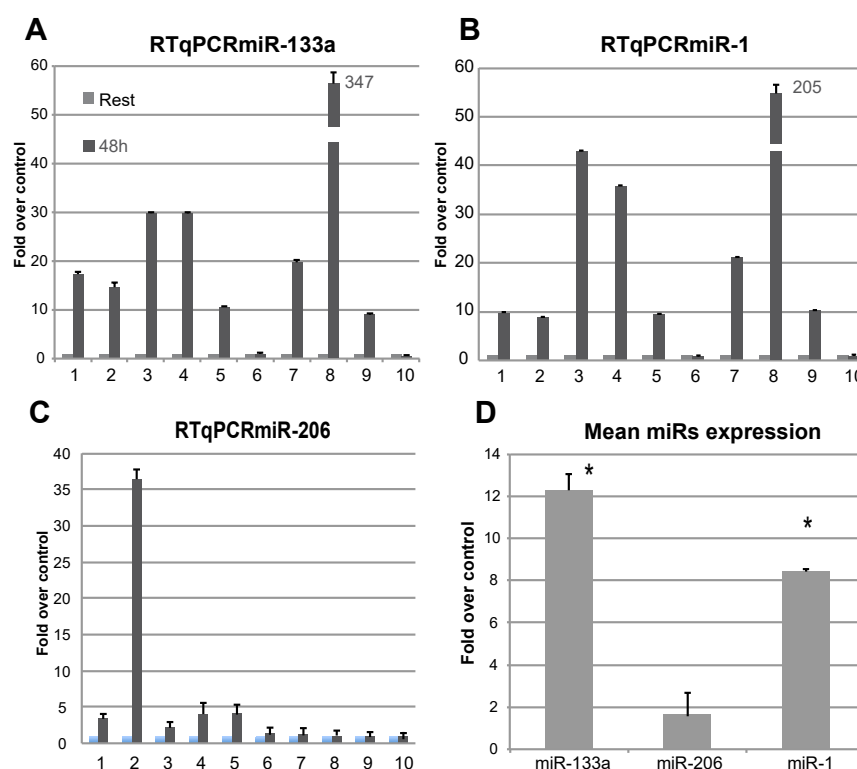 A
RTqPCRmiR-133a
Fold over control
60
50
40
30
20
10
0
Rest
48h
347
1 2 3 4 5 6 7 8 9 10
B
RTqPCRmiR-1
Fold over control
60
50
40
30
20
10
0
205
1 2 3 4 5 6 7 8 9 10
C
RTqPCRmiR-206
Fold over control
40
35
30
25
20
15
10
5
0
1 2 3 4 5 6 7 8 9 10
D
Mean miRs expression
Fold over control
14
12
10
8
6
4
2
0
*
*
miR-133a miR-206 miR-1